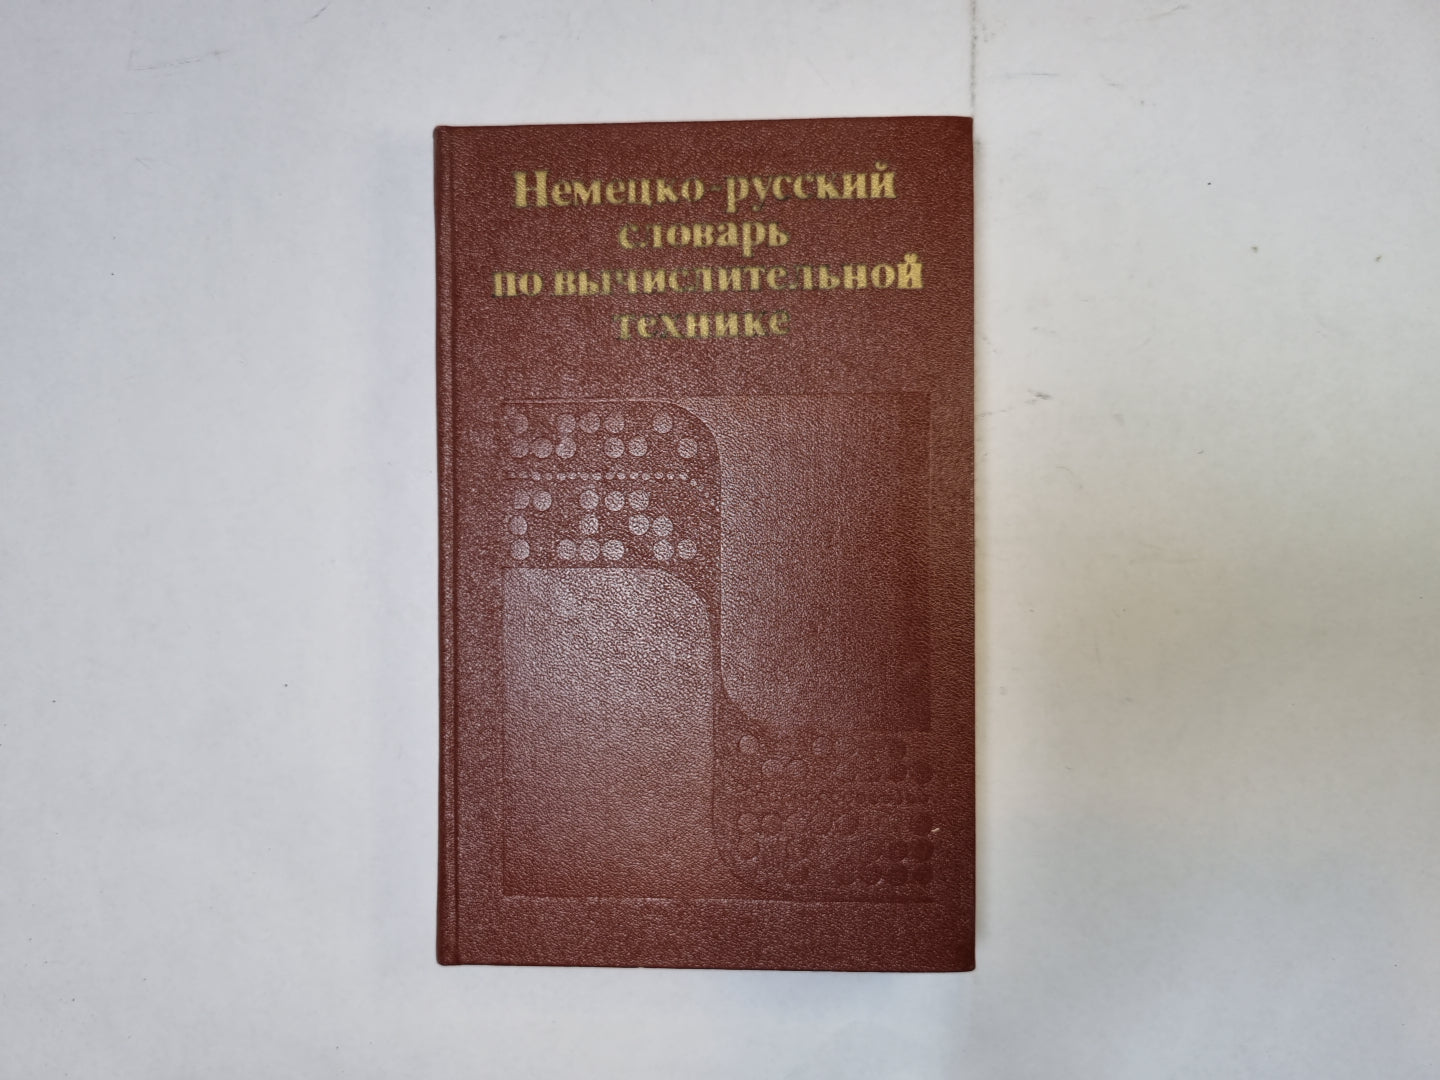 Немецко-русский
словарь
по вычислительной
технике